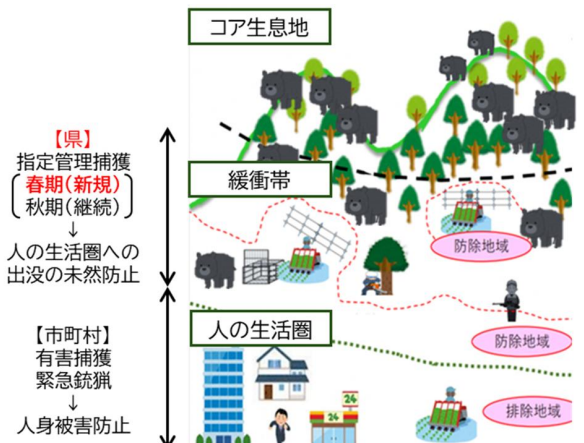 コア生息地
【県】
指定管理捕獲
春期(新規)
秋期(継続)
↓
人の生活圏への
出没の未然防止
緩衝帯
防除地域
防除地域
【市町村】
有害捕獲
緊急銃猟
↓
人身被害防止
人の生活圏
24
24
排除地域